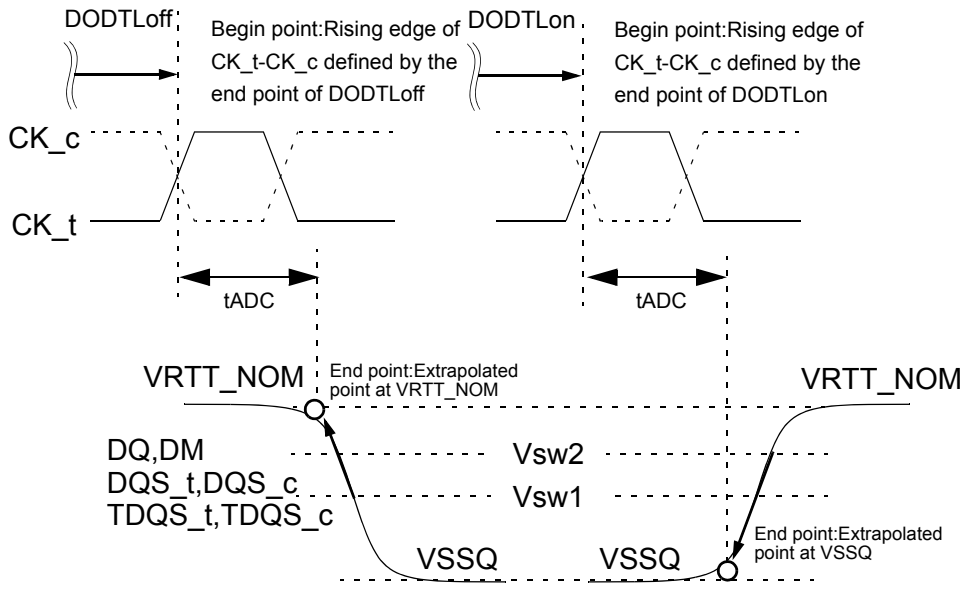 DODTLoff
Begin point:Rising edge of
CK_t-CK_c defined by the
end point of DODTLoff
DODTLon
Begin point:Rising edge of
CK_t-CK_c defined by the
end point of DODTLon
CK_c
CK_t
tADC
tADC
VRTT_NOM
End point:Extrapolated
point at VRTT_NOM
VRTT_NOM
DQ,DM
DQS_t,DQS_c
TDQS_t,TDQS_c
Vsw2
Vsw1
End point:Extrapolated
point at VSSQ
VSSQ
VSSQ